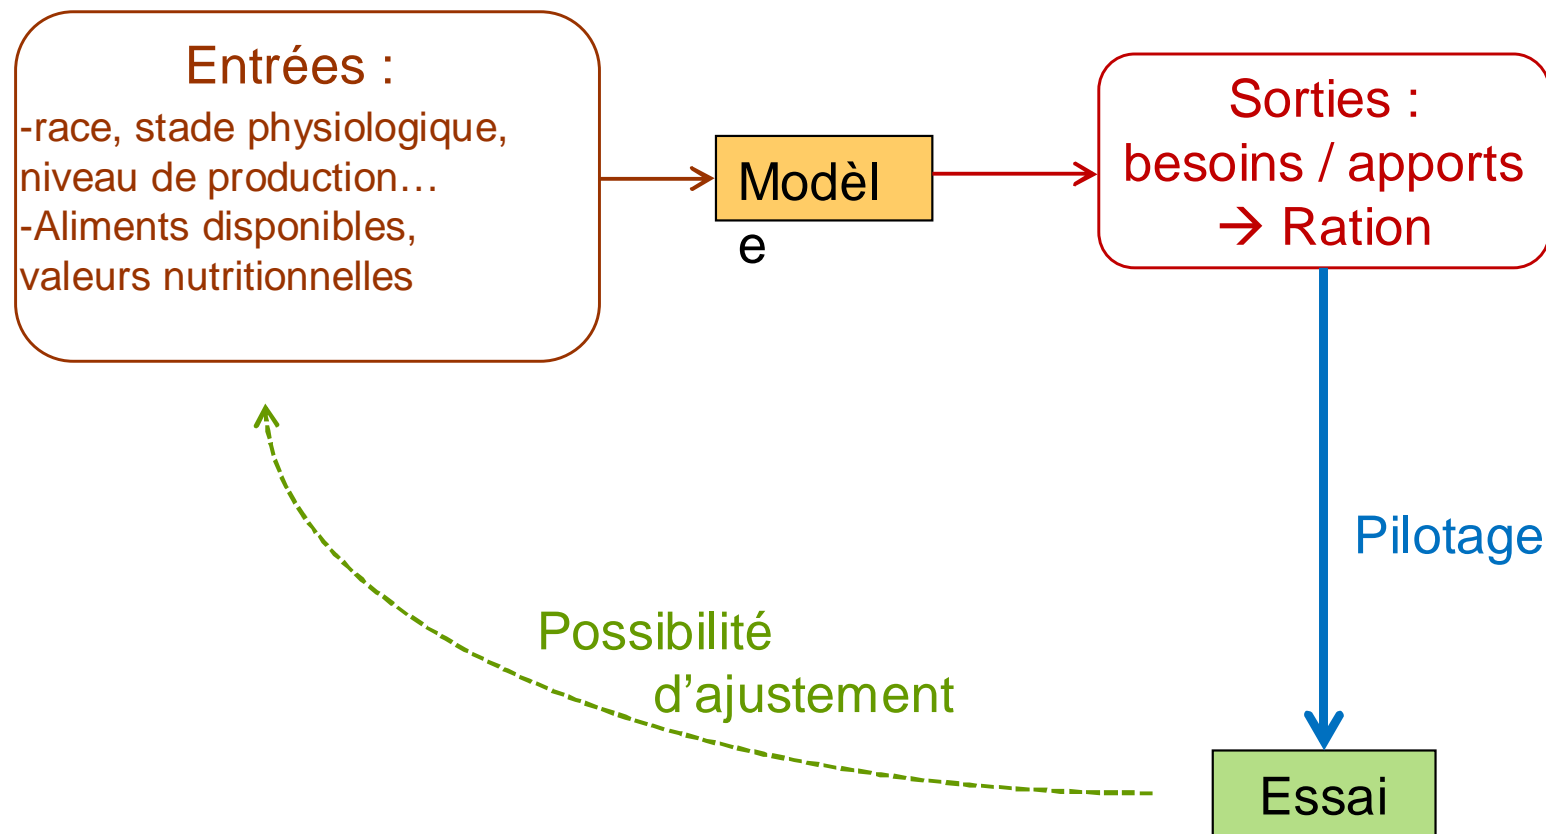 Entrées :
-race, stade physiologique,
niveau de production…
-Aliments disponibles,
valeurs nutritionnelles
Modèl
e
Sorties :
besoins / apports
→ Ration
Pilotage
Possibilité
d’ajustement
Essai